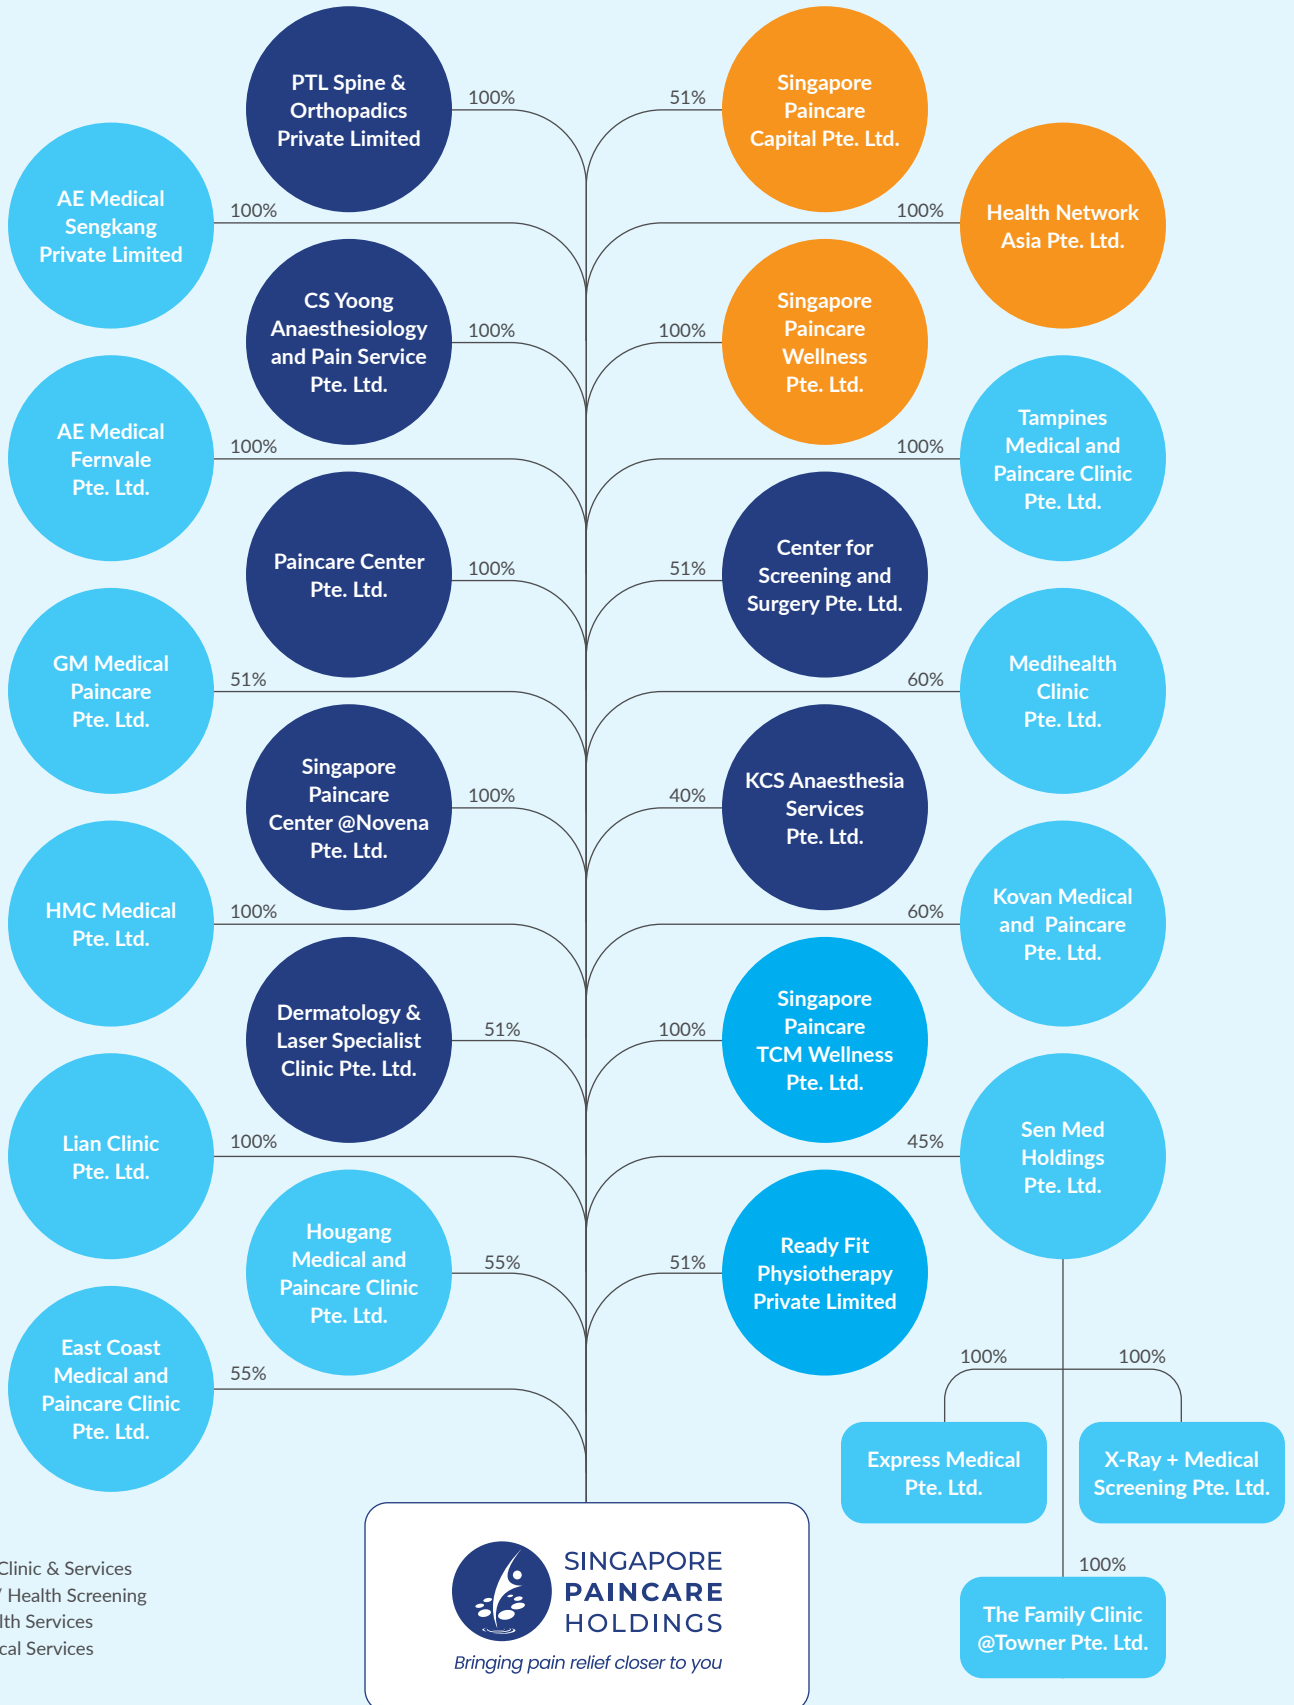 PTL Spine &
Orthopadics
Private Limited
100%
51%
Singapore
Paincare
Capital Pte. Ltd.
AE Medical
Sengkang
Private Limited
100%
100%
Health Network
Asia Pte. Ltd.
CS Yoong
Anaesthesiology
and Pain Service
Pte. Ltd.
100%
100%
Singapore
Paincare
Wellness
Pte. Ltd.
AE Medical
Fernvale
Pte. Ltd.
100%
100%
Tampines
Medical and
Paincare Clinic
Pte. Ltd.
Paincare Center
Pte. Ltd.
100%
51%
Center for
Screening and
Surgery Pte. Ltd.
GM Medical
Paincare
Pte. Ltd.
51%
60%
Medihealth
Clinic
Pte. Ltd.
Singapore
Paincare
Center @Novena
Pte. Ltd.
100%
40%
KCS Anaesthesia
Services
Pte. Ltd.
HMC Medical
Pte. Ltd.
100%
60%
Kovan Medical
and Paincare
Pte. Ltd.
Dermatology &
Laser Specialist
Clinic Pte. Ltd.
51%
100%
Singapore
Paincare
TCM Wellness
Pte. Ltd.
Lian Clinic
Pte. Ltd.
100%
45%
Sen Med
Holdings
Pte. Ltd.
Hougang
Medical and
Paincare Clinic
Pte. Ltd.
55%
51%
Ready Fit
Physiotherapy
Private Limited
East Coast
Medical and
Paincare Clinic
Pte. Ltd.
55%
100%
100%
Express Medical
Pte. Ltd.
X-Ray + Medical
Screening Pte. Ltd.
100%
The Family Clinic
@Towner Pte. Ltd.
Clinic & Services
Health Screening
Services
Services
SINGAPORE
PAINCARE
HOLDINGS
Bringing pain relief closer to you